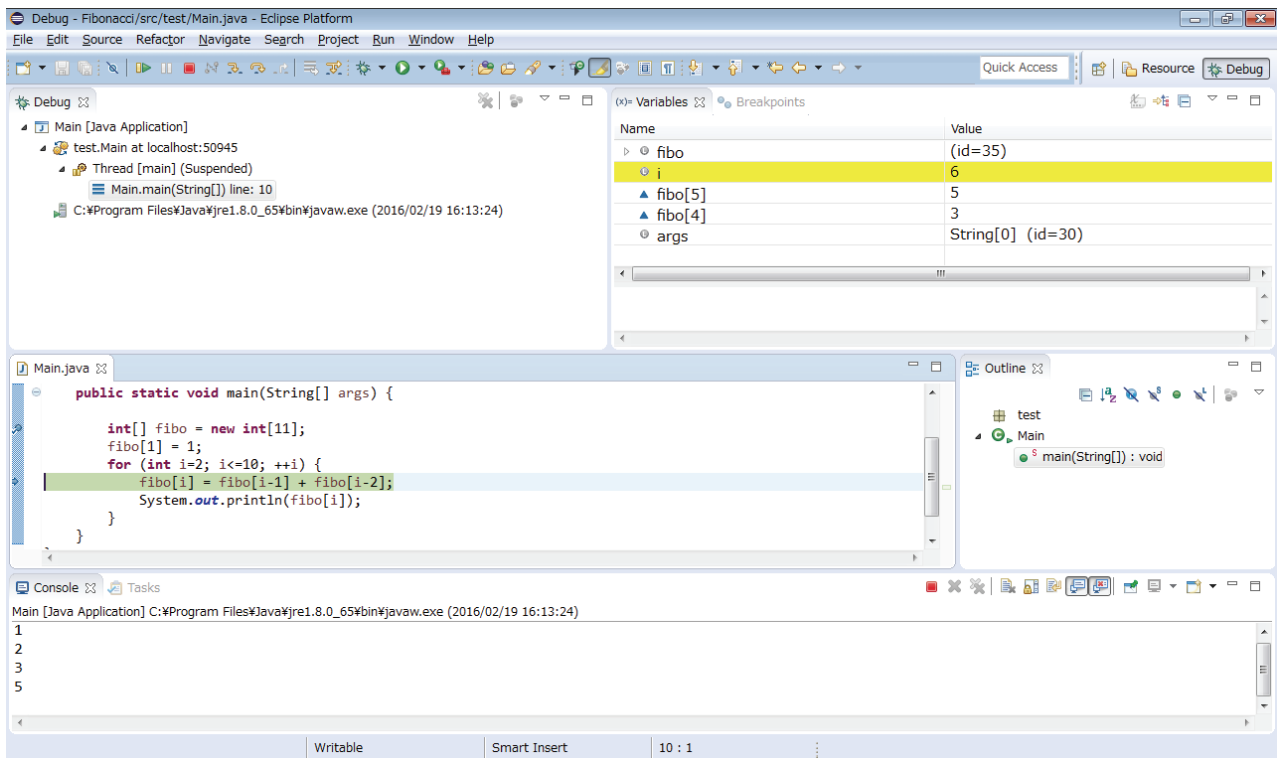 Debug - Fibonacci/src/test/Main.java - Eclipse Platform
File Edit Source Refactor Navigate Search Project Run Window Help
Quick Access Resource Debug
Debug
Main [Java Application]
test.Main at localhost:50945
Thread [main] (Suspended)
Main.main(String[]) line: 10
C:¥Program Files¥Java¥jre1.8.0_65¥bin¥javaw.exe (2016/02/19 16:13:24)
(x)= Variables Breakpoints
Name Value
fibo (id=35)
i 6
fibo[5] 5
fibo[4] 3
args String[0] (id=30)
Main.java
public static void main(String[] args) {
int[] fibo = new int[11];
fibo[1] = 1;
for (int i=2; i<=10; ++i) {
fibo[i] = fibo[i-1] + fibo[i-2];
System.out.println(fibo[i]);
}
}
Outline
test
Main
main(String[]) : void
Console Tasks
Main [Java Application] C:¥Program Files¥Java¥jre1.8.0_65¥bin¥javaw.exe (2016/02/19 16:13:24)
1
2
3
5
Writable Smart Insert 10 : 1